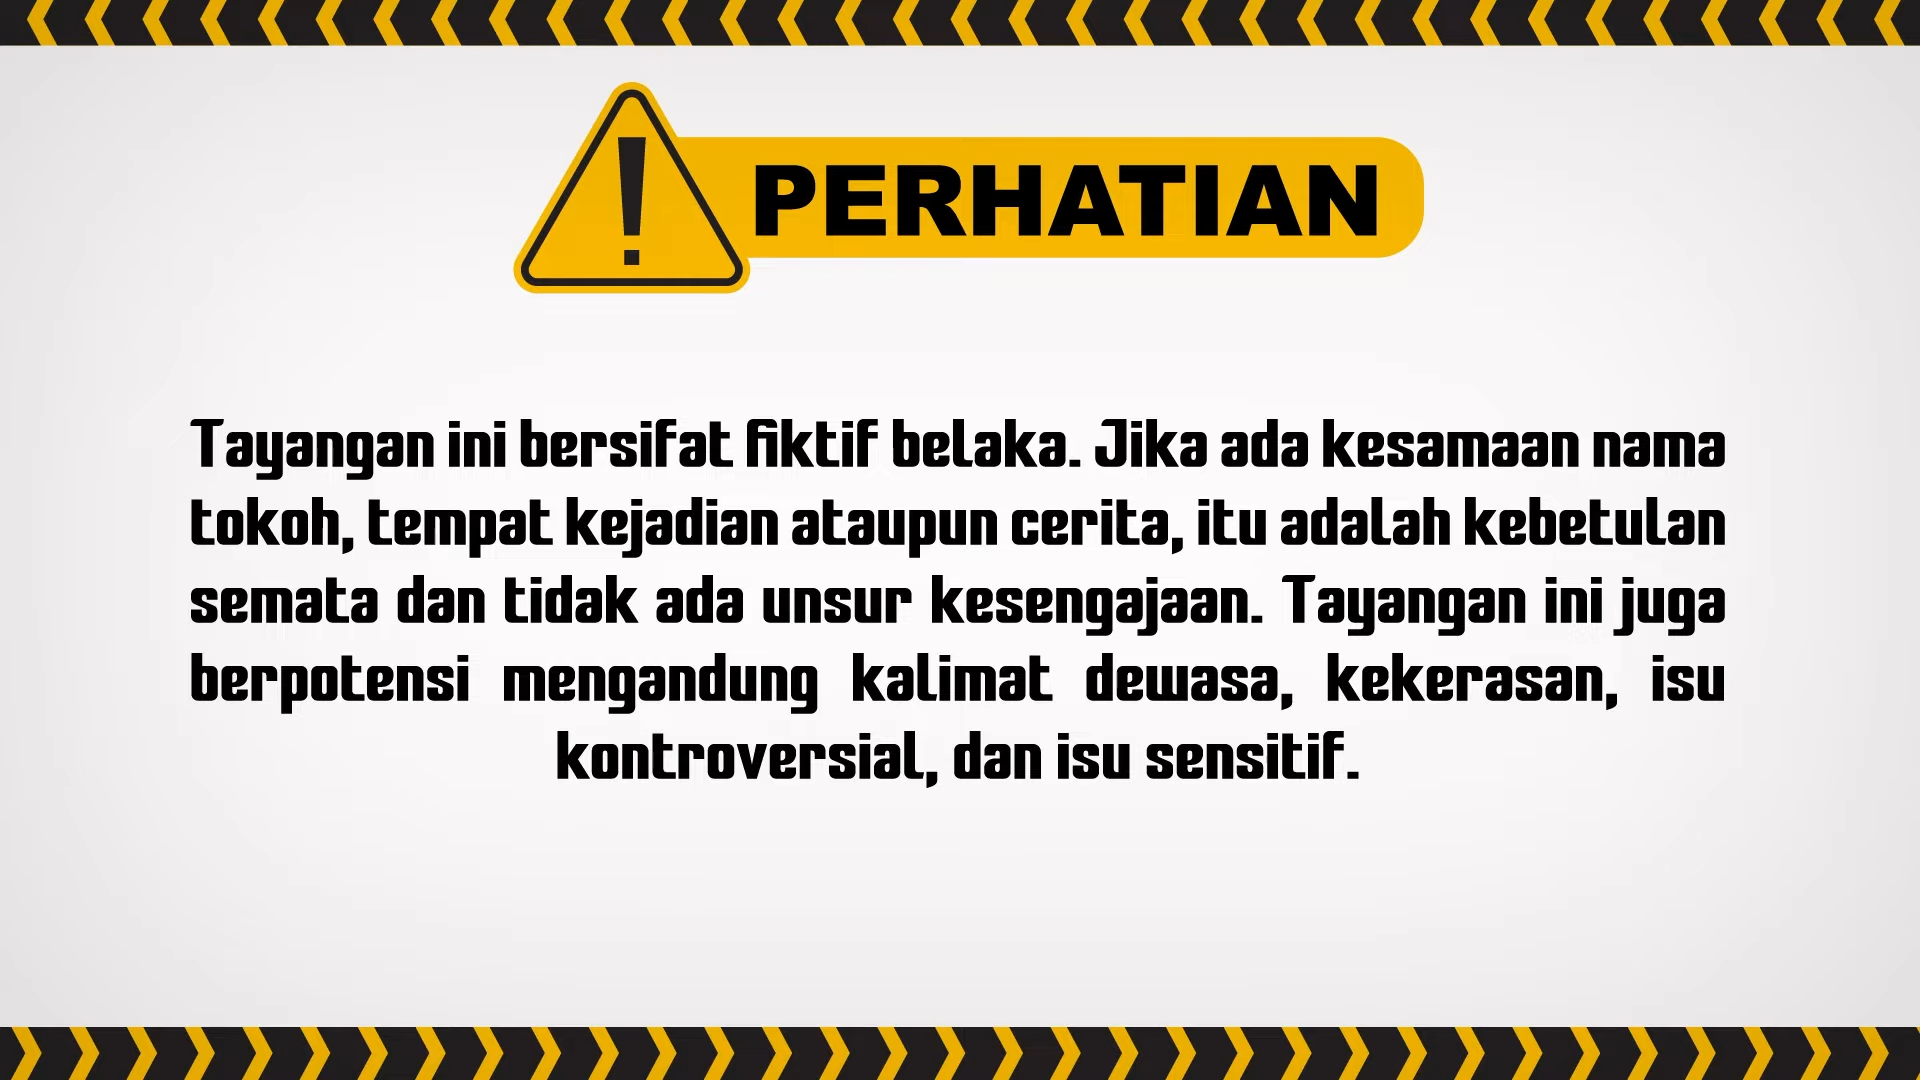 PERHATIAN
Tayangan ini bersifat fiktif belaka. Jika ada kesamaan nama
tokoh, tempat kejadian ataupun cerita, itu adalah kebetulan
semata dan tidak ada unsur kesengajaan. Tayangan ini juga
berpotensi mengandung kalimat dewasa, kekerasan, isu
kontroversial, dan isu sensitif.